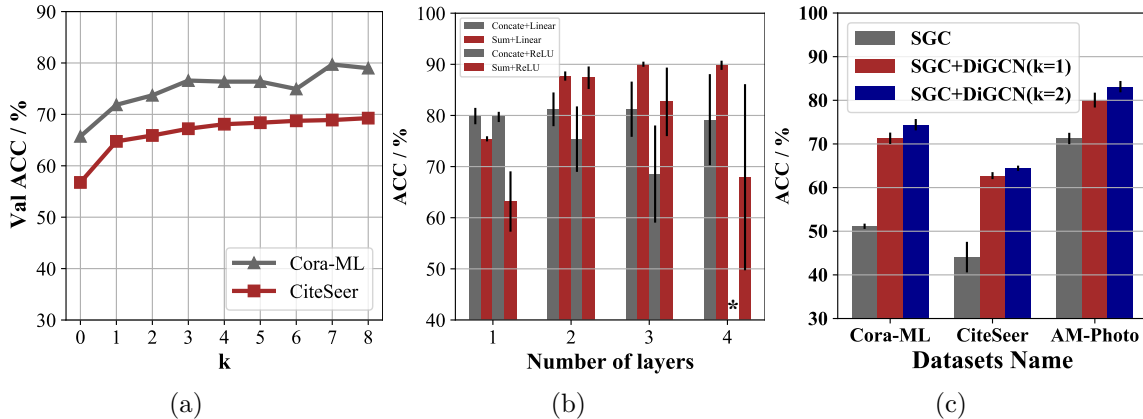 Val ACC / %
90
80
70
60
50
40
30
0 1 2 3 4 5 6 7 8
k
Cora-ML
CiteSeer
(a)
ACC / %
100
90
80
70
60
50
40
Concate+Linear
Sum+Linear
Concate+ReLU
Sum+ReLU
*
1 2 3 4
Number of layers
(b)
ACC / %
100
90
80
70
60
50
40
30
SGC
SGC+DiGCN(k=1)
SGC+DiGCN(k=2)
Cora-ML CiteSeer AM-Photo
Datasets Name
(c)